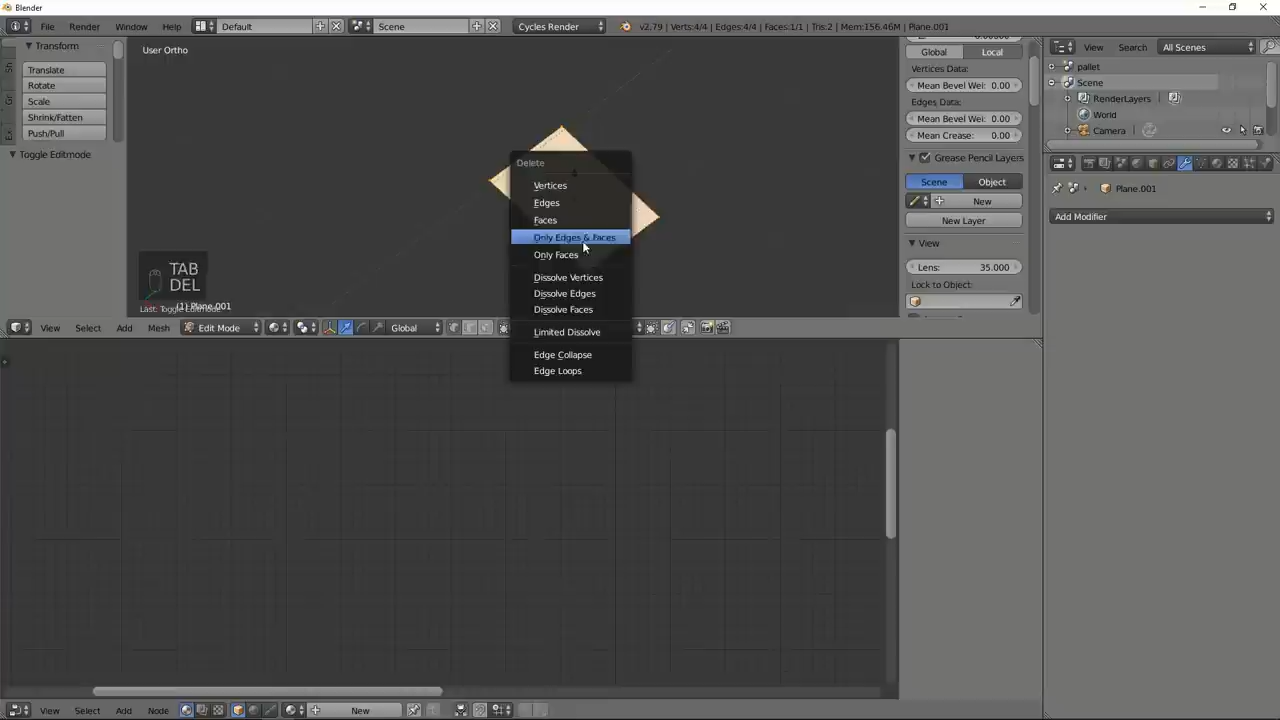 Blender
File Render Window Help Default Scene Cycles Render v2.79 | Verts:4/4 | Edges:4/4 | Faces:1/1 | Tris:2 | Mem:156.46M | Plane.001
Transform
Translate
Rotate
Scale
Shrink/Fatten
Push/Pull
Toggle Editmode
User Ortho
Delete
Vertices
Edges
Faces
Only Edges & Faces
Only Faces
Dissolve Vertices
Dissolve Edges
Dissolve Faces
Limited Dissolve
Edge Collapse
Edge Loops
TAB
DEL
(1) Plane.001
Last: Toggle Editmode
View Select Add Mesh Edit Mode Global
Global Local
Vertices Data:
Mean Bevel Wei: 0.00
Edges Data:
Mean Bevel Wei: 0.00
Mean Crease: 0.00
Grease Pencil Layers
Scene Object
New
New Layer
View
Lens: 35.000
Lock to Object:
View Search All Scenes
pallet
Scene
RenderLayers
World
Camera
Plane.001
Add Modifier
View Select Add Node New